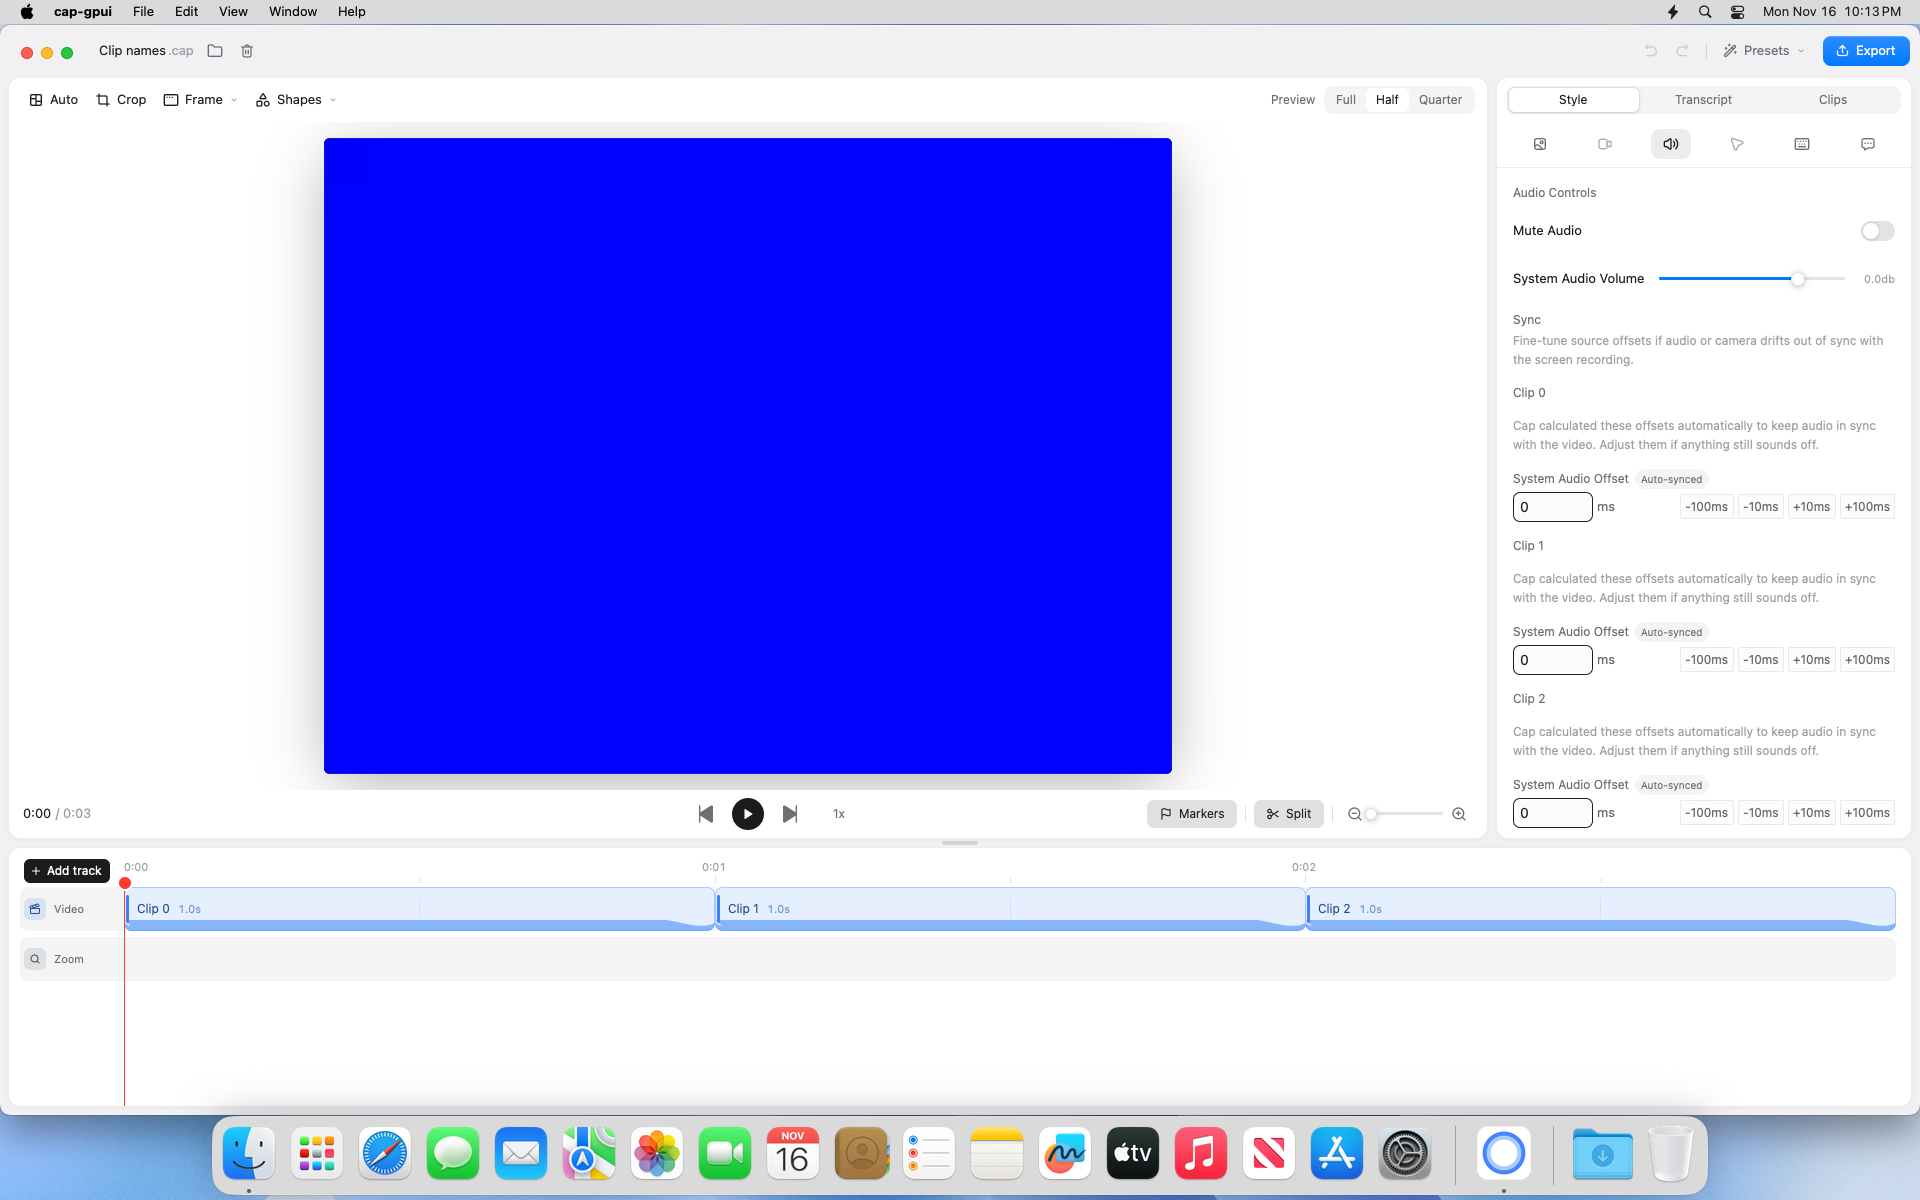 cap-gpui File Edit View Window Help Mon Nov 16 10:13 PM
Clip names.cap Presets Export
Auto Crop Frame Shapes Preview Full Half Quarter
Style Transcript Clips
Audio Controls
Mute Audio
System Audio Volume 0.0db
Sync
Fine-tune source offsets if audio or camera drifts out of sync with
the screen recording.
Clip 0
Cap calculated these offsets automatically to keep audio in sync
with the video. Adjust them if anything still sounds off.
System Audio Offset Auto-synced
0 ms -100ms -10ms +10ms +100ms
Clip 1
Cap calculated these offsets automatically to keep audio in sync
with the video. Adjust them if anything still sounds off.
System Audio Offset Auto-synced
0 ms -100ms -10ms +10ms +100ms
Clip 2
Cap calculated these offsets automatically to keep audio in sync
with the video. Adjust them if anything still sounds off.
System Audio Offset Auto-synced
0 ms -100ms -10ms +10ms +100ms
0:00 / 0:03 1x Markers Split
+ Add track 0:00 0:01 0:02
Video Clip 0 1.0s Clip 1 1.0s Clip 2 1.0s
Zoom
NOV
16
tv